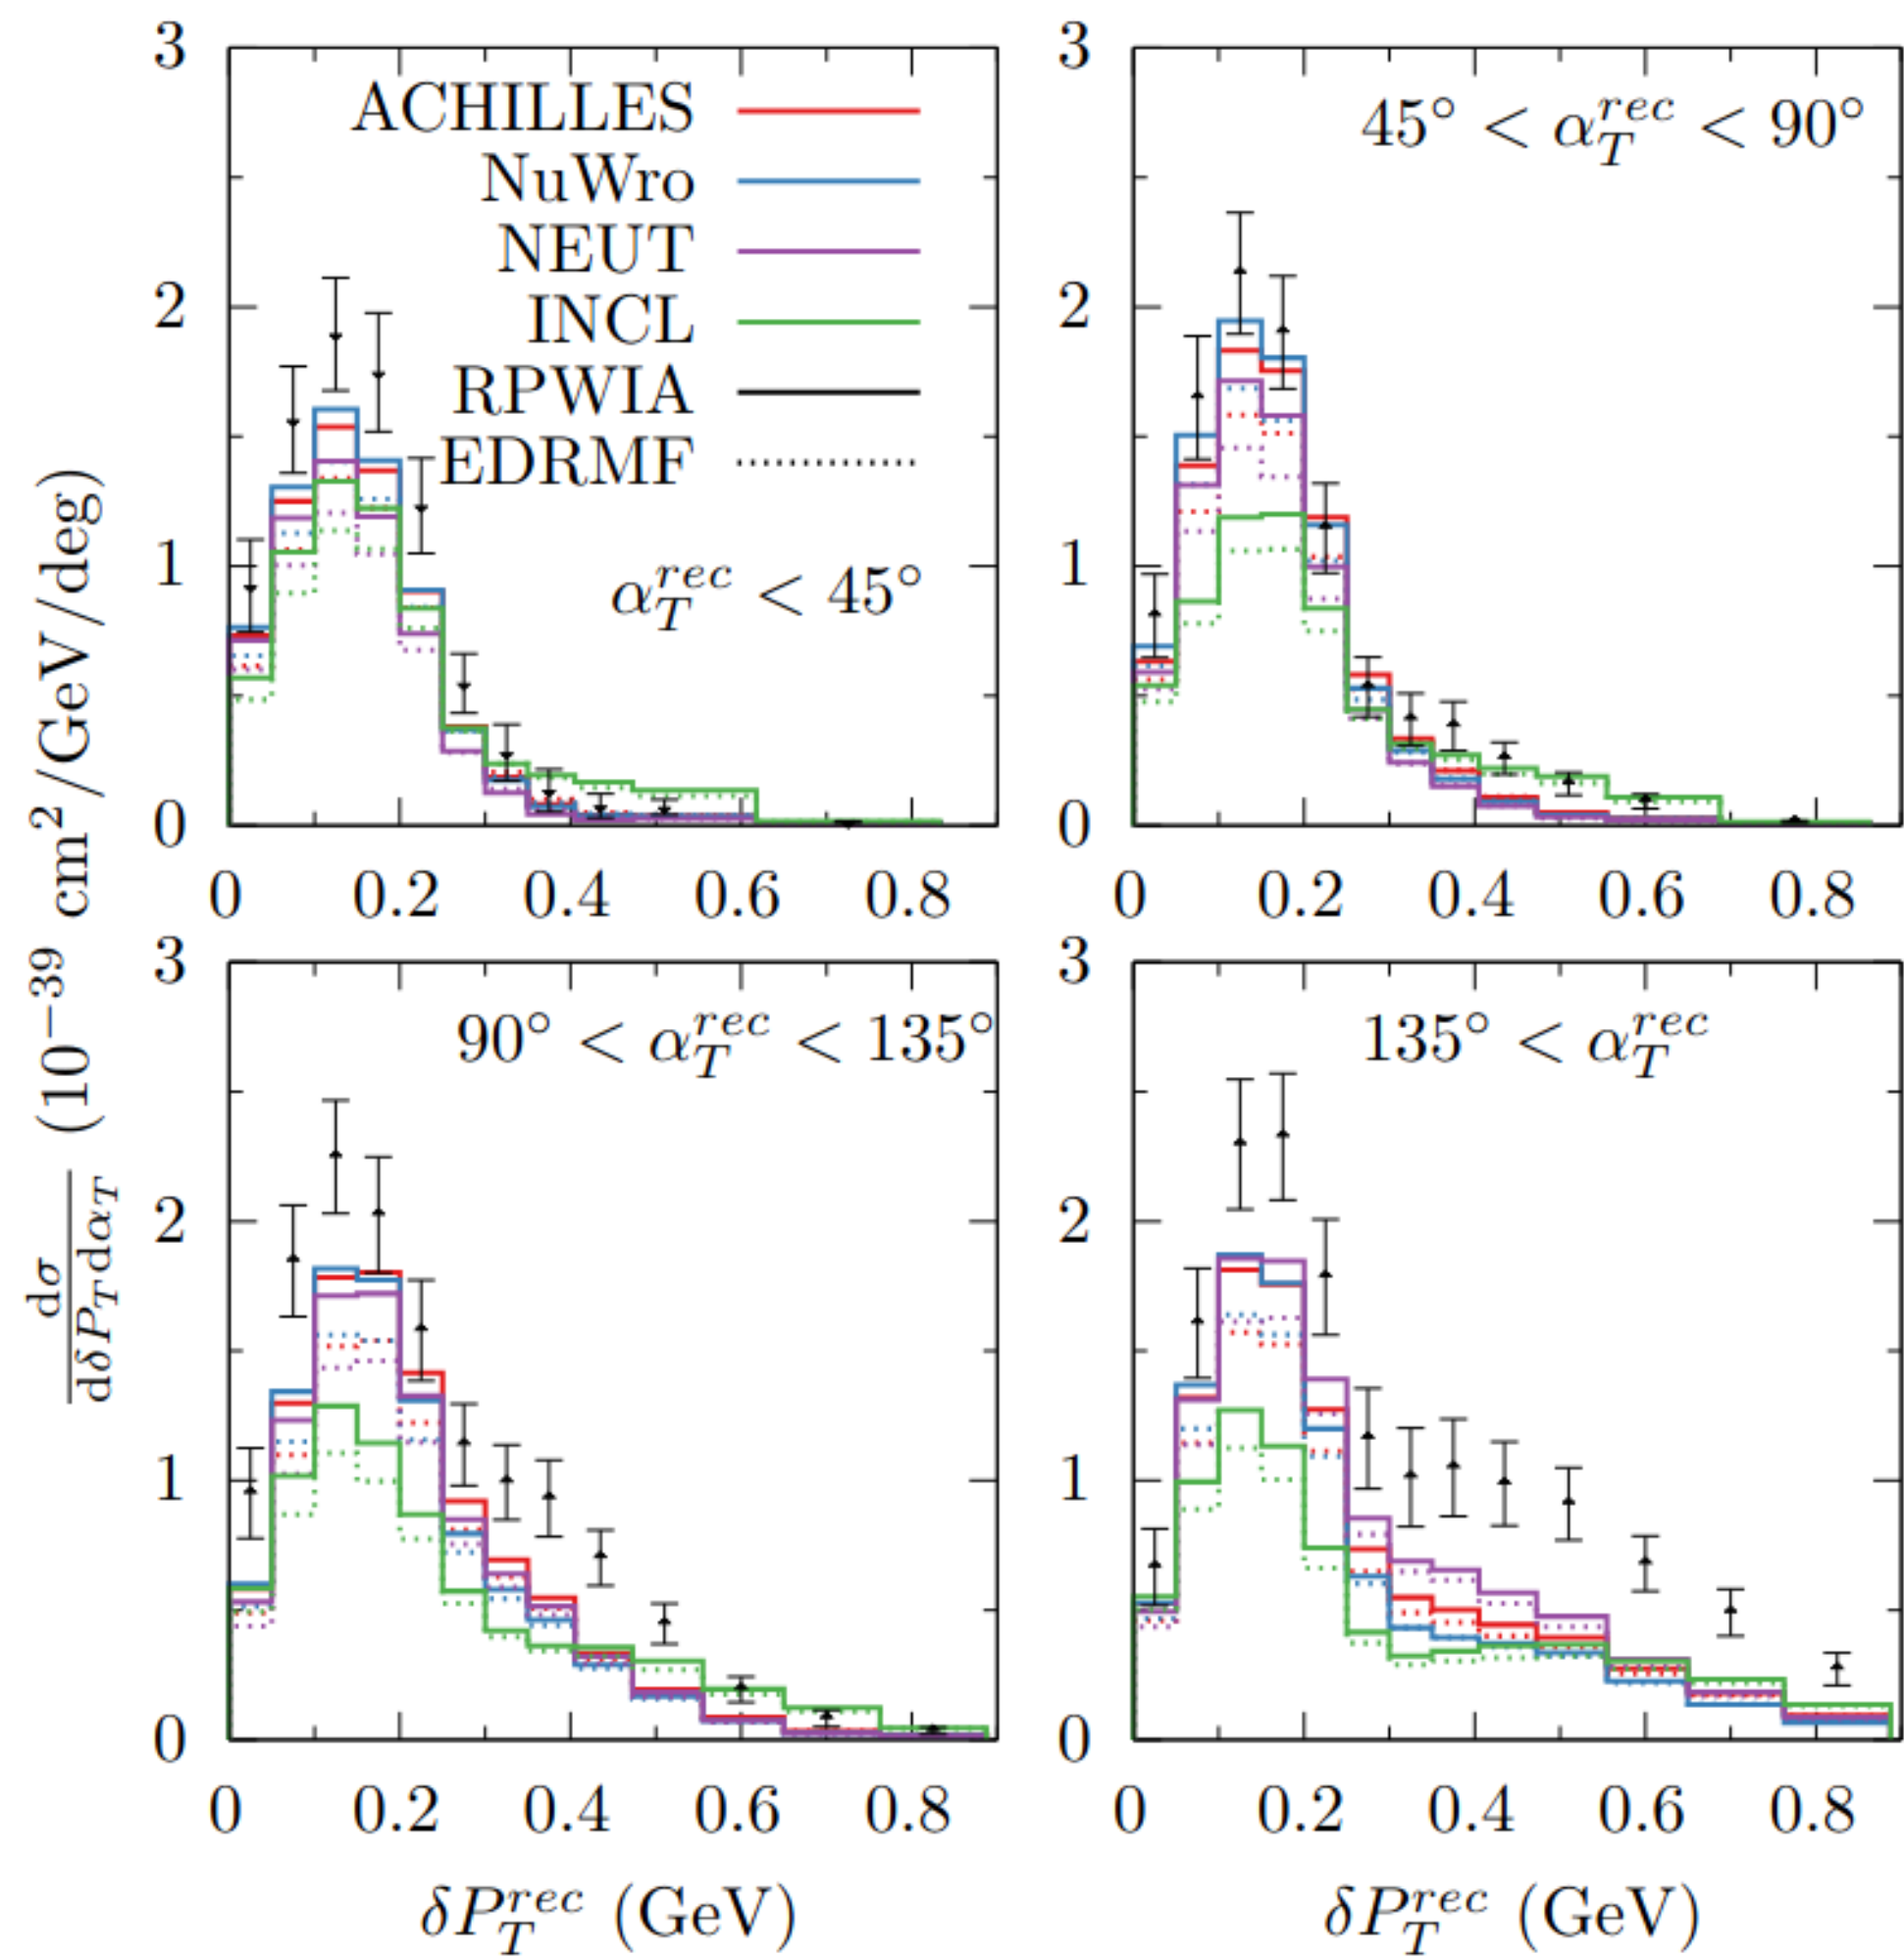 3
2
1
0
0 0.2 0.4 0.6 0.8
ACHILLES
NuWro
NEUT
INCL
RPWIA
EDRMF
α_T^{rec} < 45°
3
2
1
0
0 0.2 0.4 0.6 0.8
45° < α_T^{rec} < 90°
3
2
1
0
0 0.2 0.4 0.6 0.8
90° < α_T^{rec} < 135°
δP_T^{rec} (GeV)
3
2
1
0
0 0.2 0.4 0.6 0.8
135° < α_T^{rec}
δP_T^{rec} (GeV)
dσ/dδP_T dα_T (10^{−39} cm²/GeV/deg)